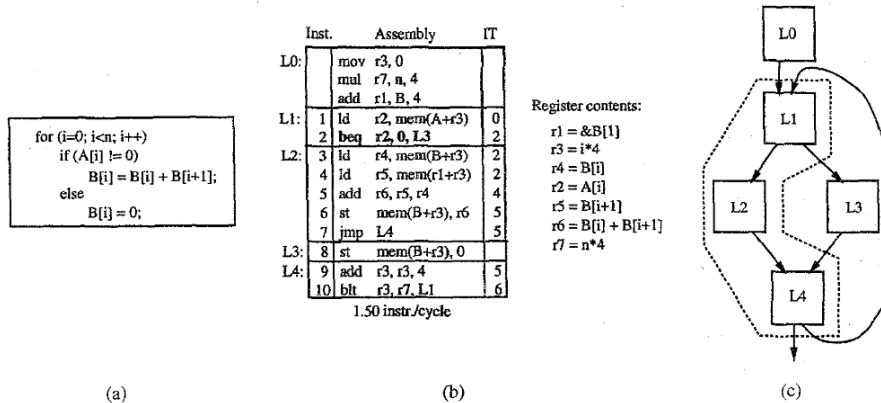 for (i=0; i<n; i++)
if (A[i] != 0)
B[i] = B[i] + B[i+1];
else
B[i] = 0;
(a)
Inst. Assembly IT
L0: mov r3, 0
mul r7, n, 4
add r1, B, 4
L1: 1 ld r2, mem(A+r3) 0
2 beq r2, 0, L3 2
L2: 3 ld r4, mem(B+r3) 2
4 ld r5, mem(r1+r3) 2
5 add r6, r5, r4 4
6 st mem(B+r3), r6 5
7 jmp L4 5
L3: 8 st mem(B+r3), 0
L4: 9 add r3, r3, 4 5
10 blt r3, r7, L1 6
1.50 instr./cycle
(b)
Register contents:
r1 = &B[1]
r3 = i*4
r4 = B[i]
r2 = A[i]
r5 = B[i+1]
r6 = B[i] + B[i+1]
r7 = n*4
L0
L1
L2 L3
L4
(c)